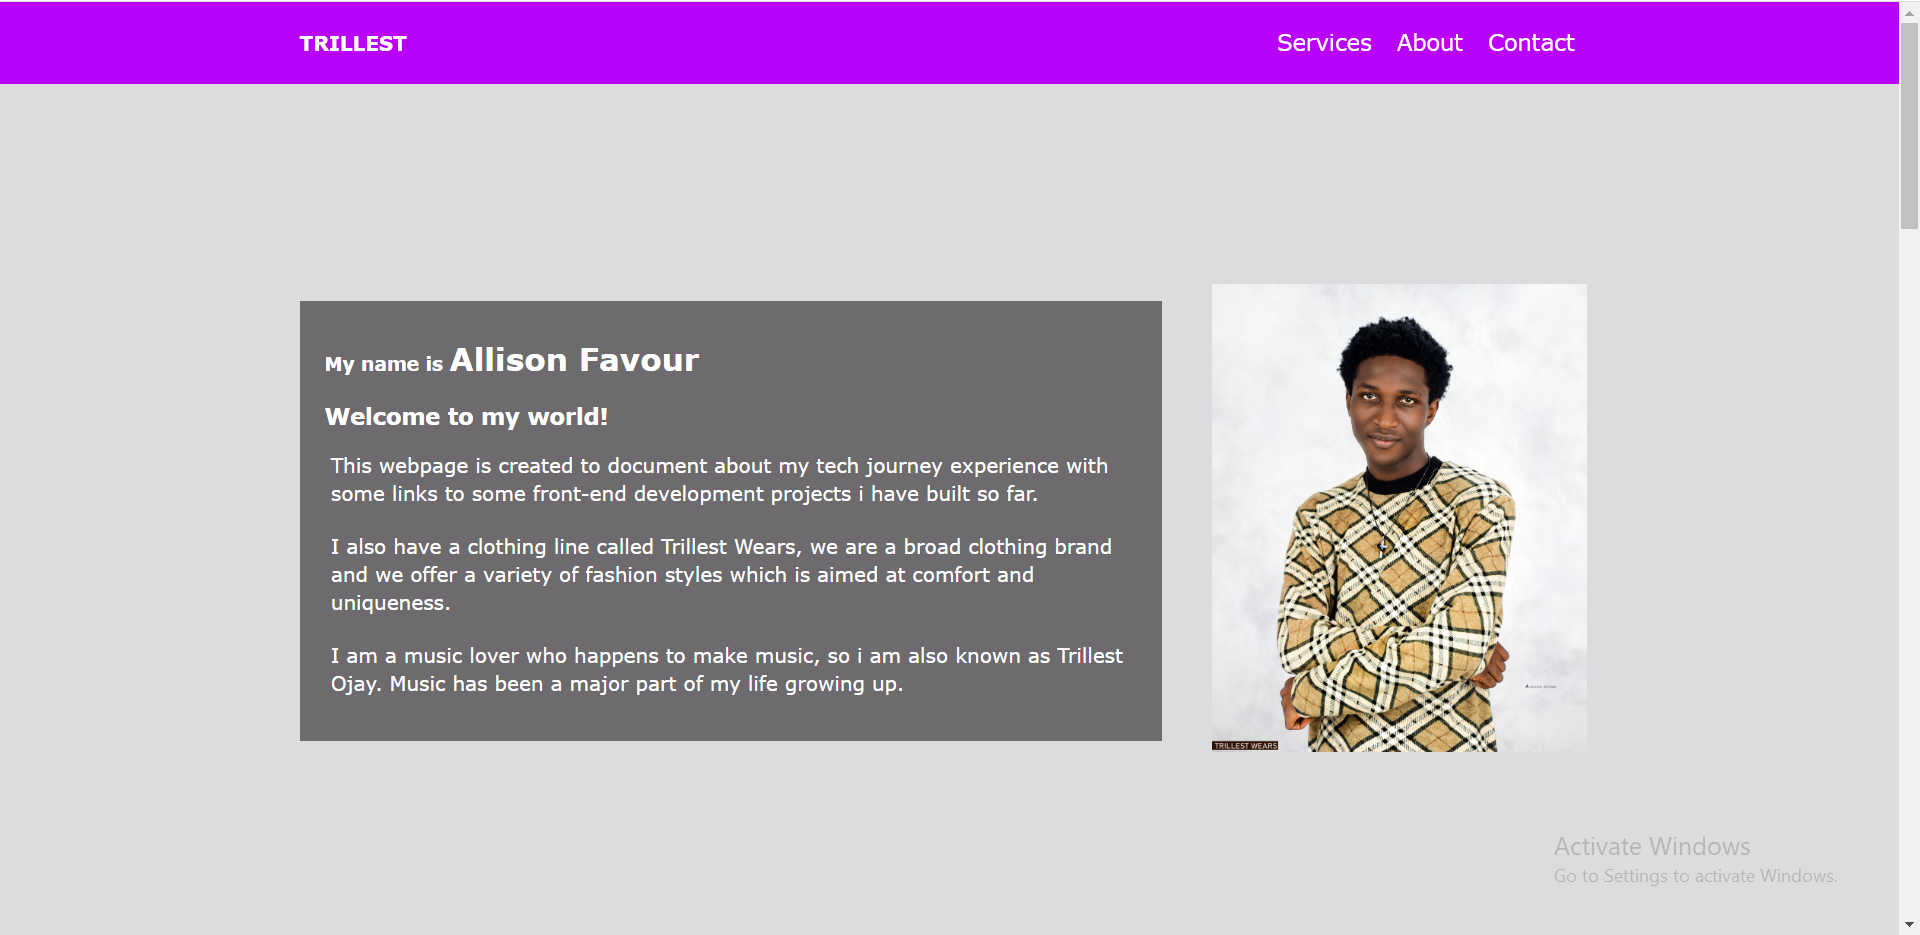 TRILLEST
Services About Contact
My name is Allison Favour
Welcome to my world!
This webpage is created to document about my tech journey experience with
some links to some front-end development projects i have built so far.
I also have a clothing line called Trillest Wears, we are a broad clothing brand
and we offer a variety of fashion styles which is aimed at comfort and
uniqueness.
I am a music lover who happens to make music, so i am also known as Trillest
Ojay. Music has been a major part of my life growing up.
TRILLEST WEARS
Activate Windows
Go to Settings to activate Windows.